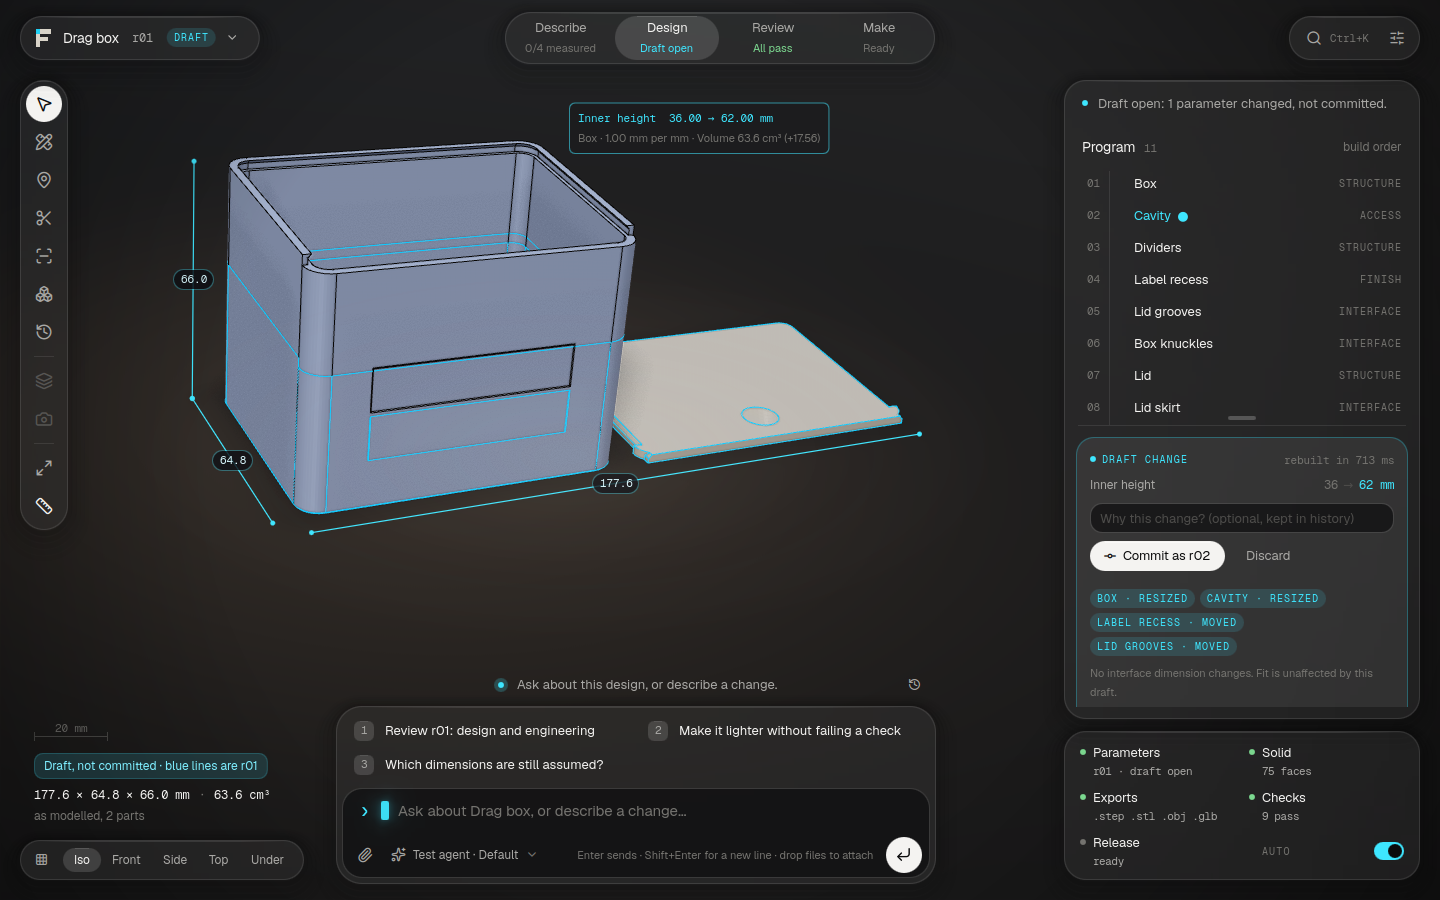 Drag box r01 DRAFT
Describe
0/4 measured
Design
Draft open
Review
All pass
Make
Ready
Ctrl+K
Inner height 36.00 → 62.00 mm
Box · 1.00 mm per mm · Volume 63.6 cm³ (+17.56)
66.0
64.8
177.6
Draft open: 1 parameter changed, not committed.
Program 11 build order
01 Box STRUCTURE
02 Cavity ACCESS
03 Dividers STRUCTURE
04 Label recess FINISH
05 Lid grooves INTERFACE
06 Box knuckles INTERFACE
07 Lid STRUCTURE
08 Lid skirt INTERFACE
DRAFT CHANGE rebuilt in 713 ms
Inner height 36 → 62 mm
Why this change? (optional, kept in history)
Commit as r02 Discard
BOX · RESIZED CAVITY · RESIZED
LABEL RECESS · MOVED
LID GROOVES · MOVED
No interface dimension changes. Fit is unaffected by this
draft.
Parameters
r01 · draft open
Solid
75 faces
Exports
.step .stl .obj .glb
Checks
9 pass
Release
ready
AUTO
Ask about this design, or describe a change.
1 Review r01: design and engineering
2 Make it lighter without failing a check
3 Which dimensions are still assumed?
Ask about Drag box, or describe a change...
Test agent · Default
Enter sends · Shift+Enter for a new line · drop files to attach
20 mm
Draft, not committed · blue lines are r01
177.6 × 64.8 × 66.0 mm · 63.6 cm³
as modelled, 2 parts
Iso Front Side Top Under